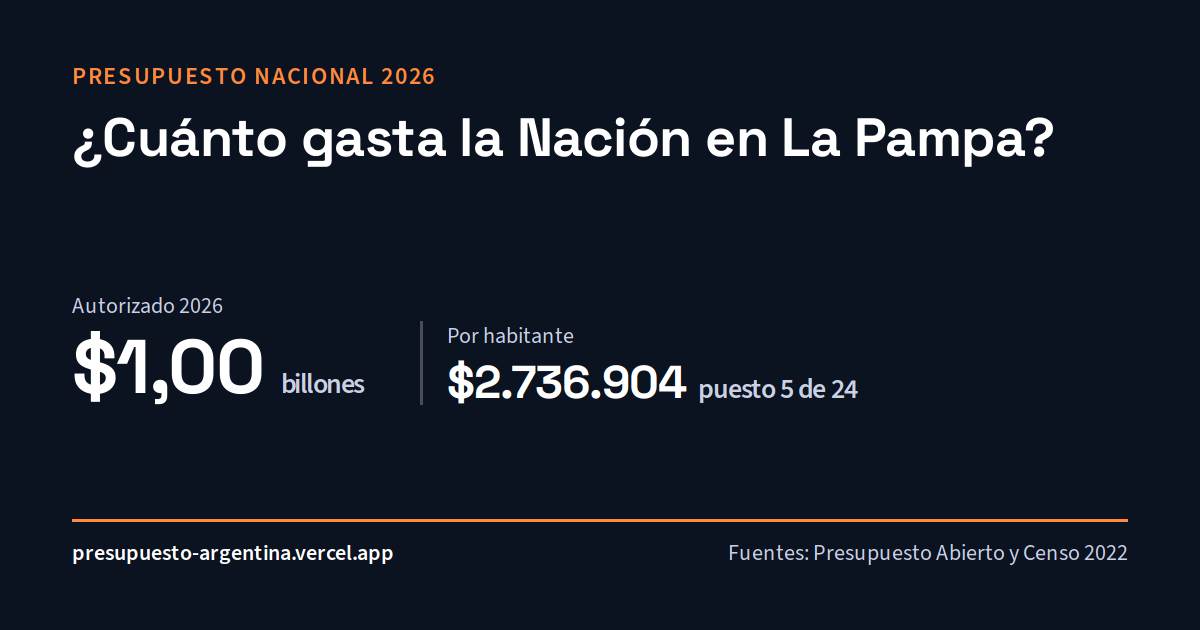 PRESUPUESTO NACIONAL 2026
¿Cuánto gasta la Nación en La Pampa?
Autorizado 2026
$1,00 billones
Por habitante
$2.736.904 puesto 5 de 24
presupuesto-argentina.vercel.app
Fuentes: Presupuesto Abierto y Censo 2022